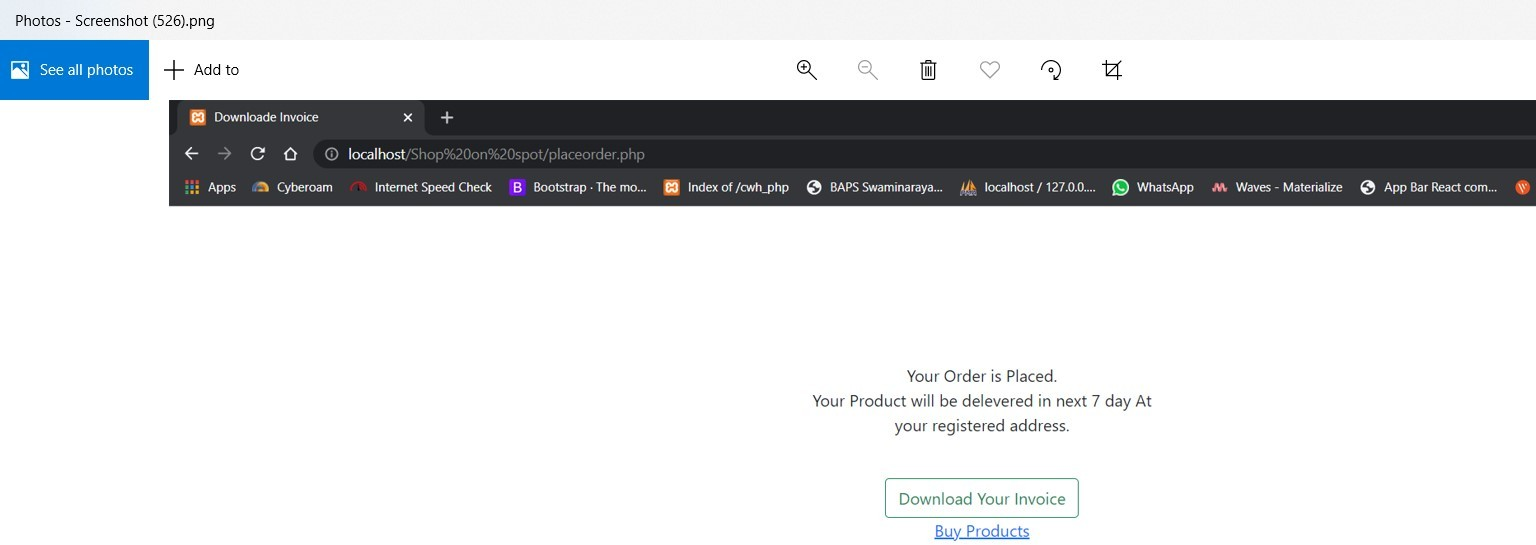 Photos - Screenshot (526).png
See all photos
Add to
Downloade Invoice
localhost/Shop%20on%20spot/placeorder.php
Apps Cyberoam Internet Speed Check Bootstrap · The mo... Index of /cwh_php BAPS Swaminaraya... localhost / 127.0.0.... WhatsApp Waves - Materialize App Bar React com...
Your Order is Placed.
Your Product will be delevered in next 7 day At
your registered address.
Download Your Invoice
Buy Products